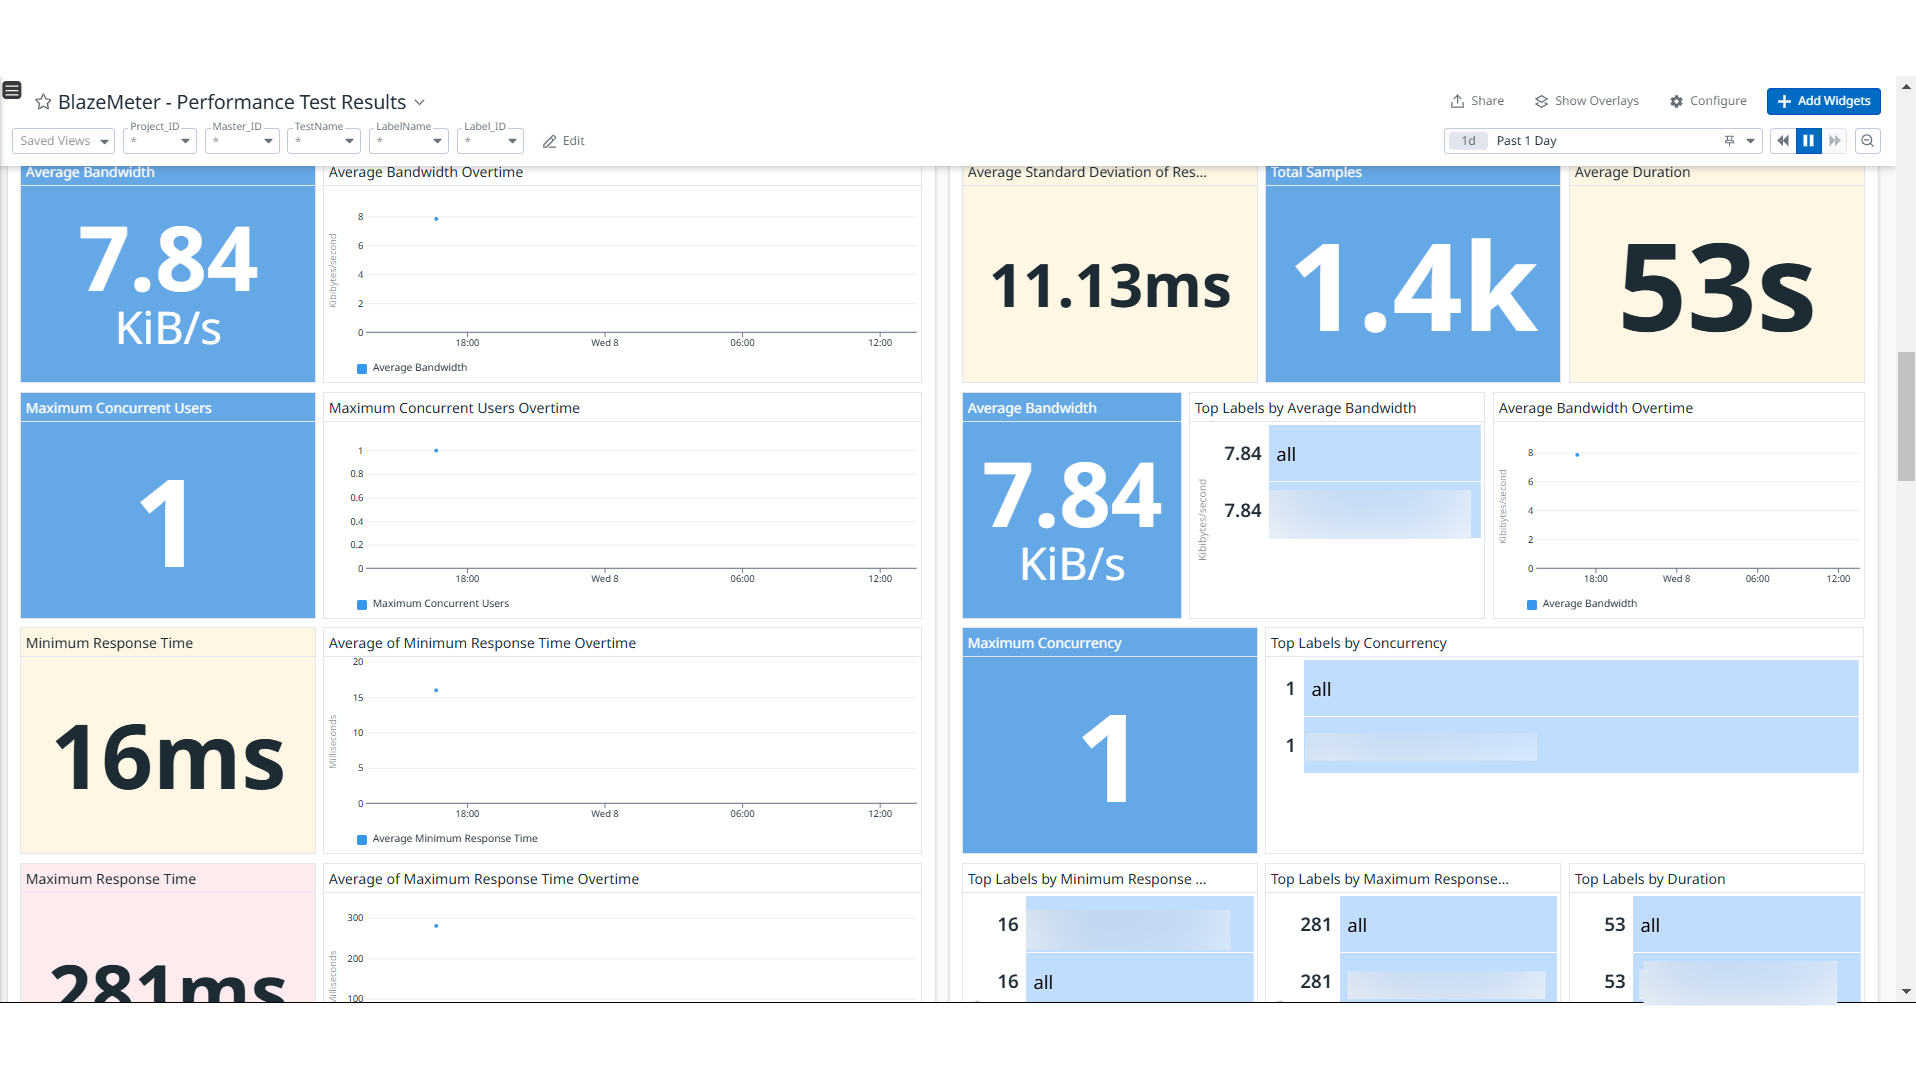 BlazeMeter - Performance Test Results
Share
Show Overlays
Configure
Add Widgets
Saved Views
Project_ID
*
Master_ID
*
TestName
*
LabelName
*
Label_ID
*
Edit
1d
Past 1 Day
Average Bandwidth
7.84
KiB/s
Average Bandwidth Overtime
Kibibytes/second
8
6
4
2
0
18:00
Wed 8
06:00
12:00
Average Bandwidth
Average Standard Deviation of Res...
11.13ms
Total Samples
1.4k
Average Duration
53s
Maximum Concurrent Users
1
Maximum Concurrent Users Overtime
1
0.8
0.6
0.4
0.2
0
18:00
Wed 8
06:00
12:00
Maximum Concurrent Users
Average Bandwidth
7.84
KiB/s
Top Labels by Average Bandwidth
Kibibytes/second
7.84 all
7.84
Average Bandwidth Overtime
Kibibytes/second
8
6
4
2
0
18:00
Wed 8
06:00
12:00
Average Bandwidth
Minimum Response Time
16ms
Average of Minimum Response Time Overtime
Milliseconds
20
15
10
5
0
18:00
Wed 8
06:00
12:00
Average Minimum Response Time
Maximum Concurrency
1
Top Labels by Concurrency
1 all
1
Maximum Response Time
281ms
Average of Maximum Response Time Overtime
Milliseconds
300
200
100
Top Labels by Minimum Response ...
16
16 all
Top Labels by Maximum Response...
281 all
281
Top Labels by Duration
53 all
53